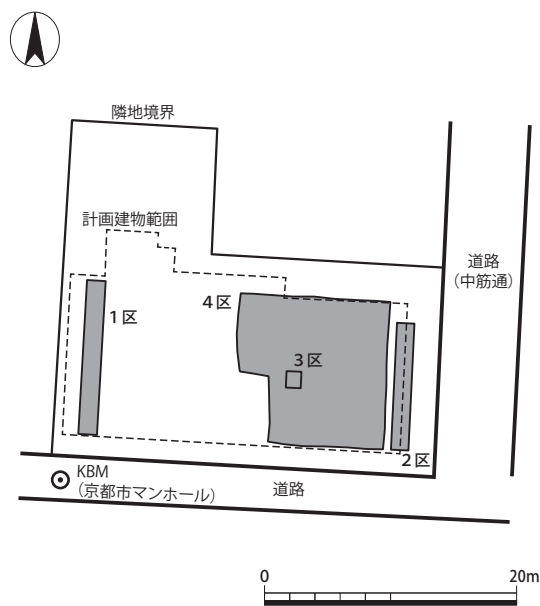 隣地境界
計画建物範囲
道路
（中筋通）
4区
1区
3区
2区
KBM
（京都市マンホール）
道路
0
20m